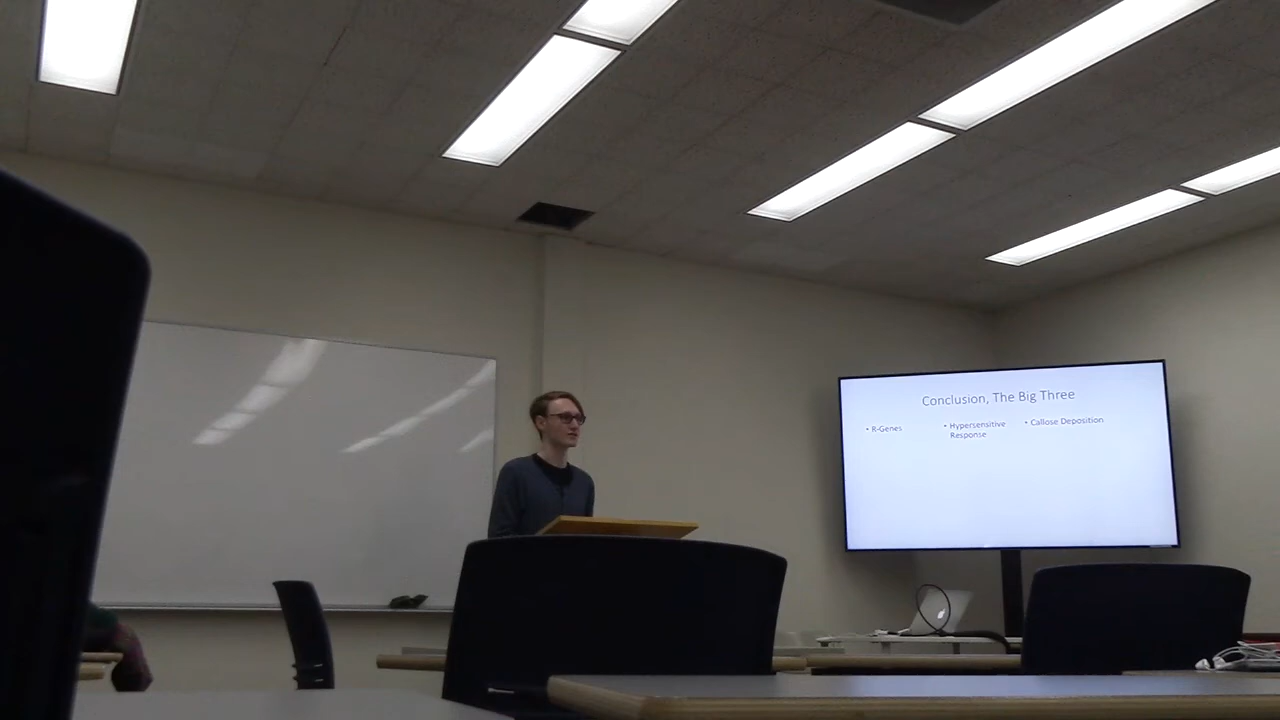 Conclusion, The Big Three
• R-Genes
• Hypersensitive
Response
• Callose Deposition